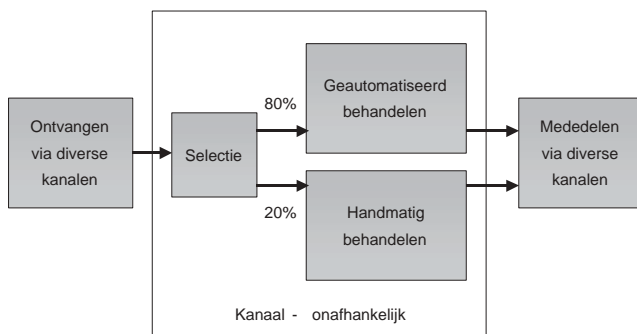 Ontvangen
via diverse
kanalen
Selectie
80%
Geautomatiseerd
behandelen
20%
Handmatig
behandelen
Mededelen
via diverse
kanalen
Kanaal - onafhankelijk